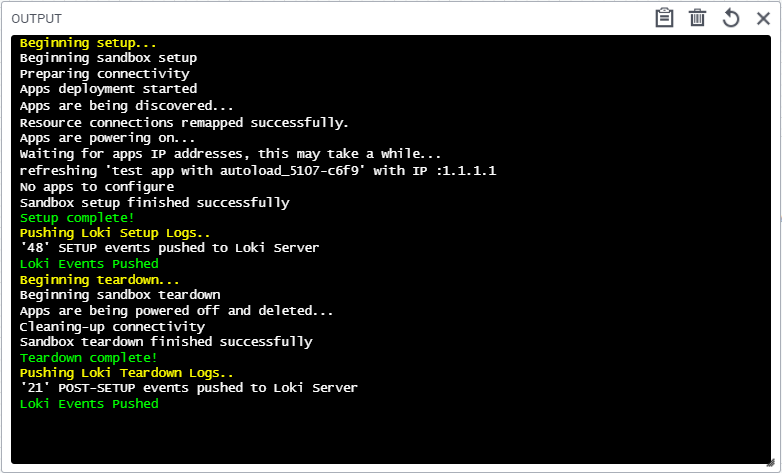 OUTPUT
Beginning setup...
Beginning sandbox setup
Preparing connectivity
Apps deployment started
Apps are being discovered...
Resource connections remapped successfully.
Apps are powering on...
Waiting for apps IP addresses, this may take a while...
refreshing 'test app with autoload_5107-c6f9' with IP :1.1.1.1
No apps to configure
Sandbox setup finished successfully
Setup complete!
Pushing Loki Setup Logs..
'48' SETUP events pushed to Loki Server
Loki Events Pushed
Beginning teardown...
Beginning sandbox teardown
Apps are being powered off and deleted...
Cleaning-up connectivity
Sandbox teardown finished successfully
Teardown complete!
Pushing Loki Teardown Logs..
'21' POST-SETUP events pushed to Loki Server
Loki Events Pushed